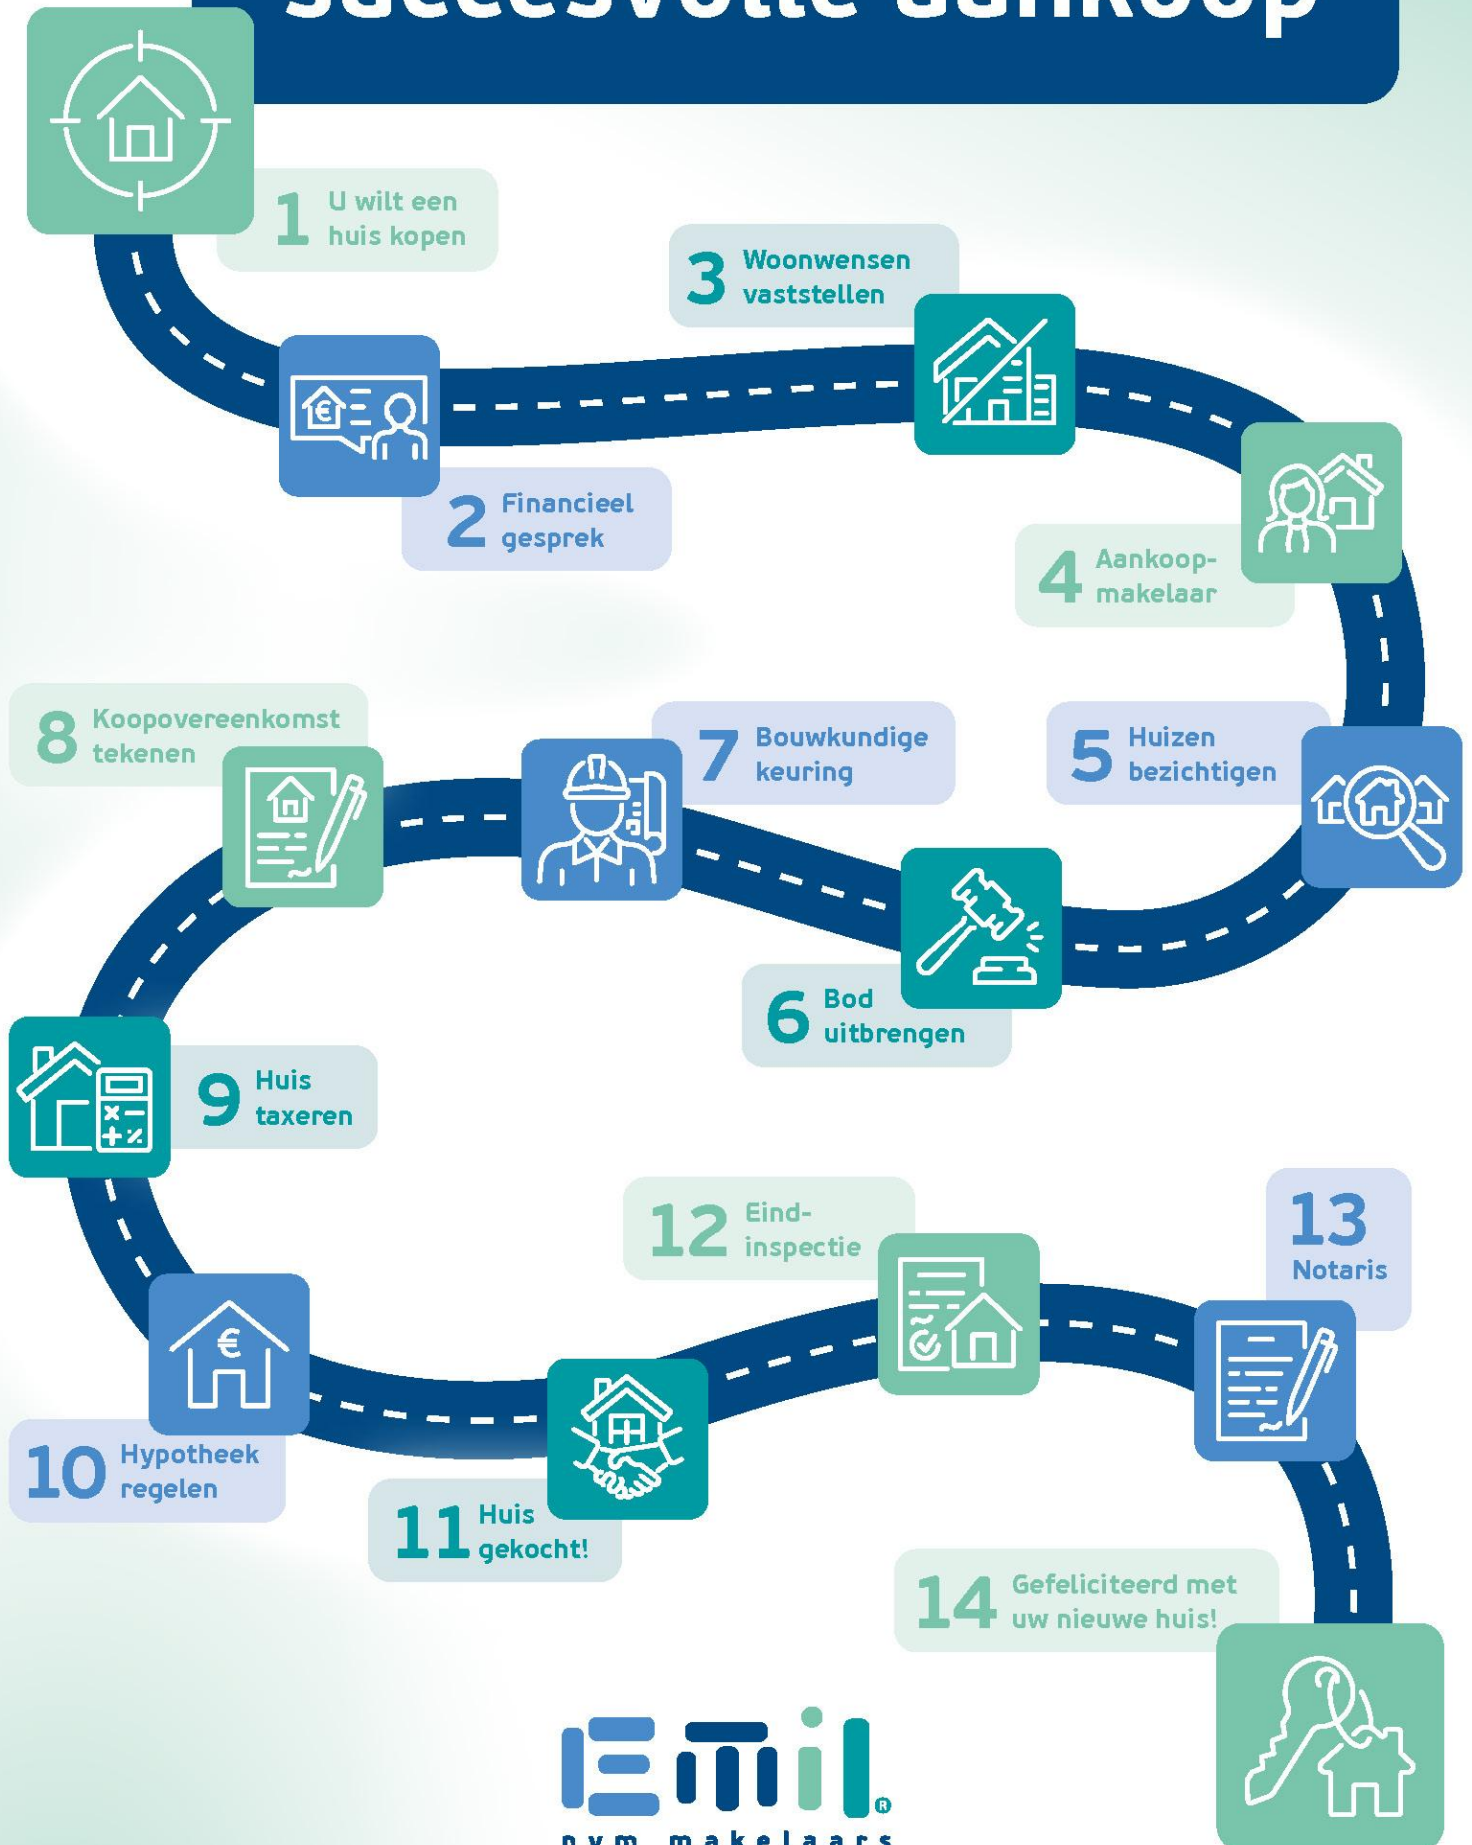 succesvolle aankoop
1 U wilt een
huis kopen
3 Woonwensen
vaststellen
2 Financieel
gesprek
4 Aankoop-
makelaar
8 Koopovereenkomst
tekenen
7 Bouwkundige
keuring
5 Huizen
bezichtigen
6 Bod
uitbrengen
9 Huis
taxeren
12 Eind-
inspectie
13
Notaris
10 Hypotheek
regelen
11 Huis
gekocht!
14 Gefeliciteerd met
uw nieuwe huis!
Emil®
nvm makelaars